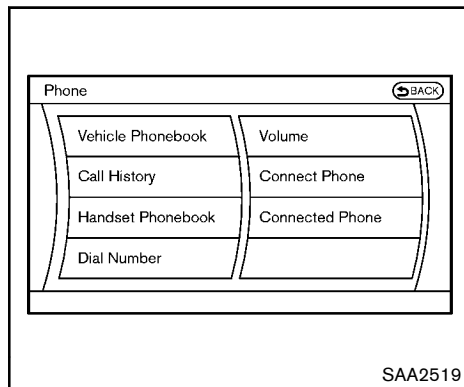 Phone
BACK
Vehicle Phonebook
Volume
Call History
Connect Phone
Handset Phonebook
Connected Phone
Dial Number
SAA2519